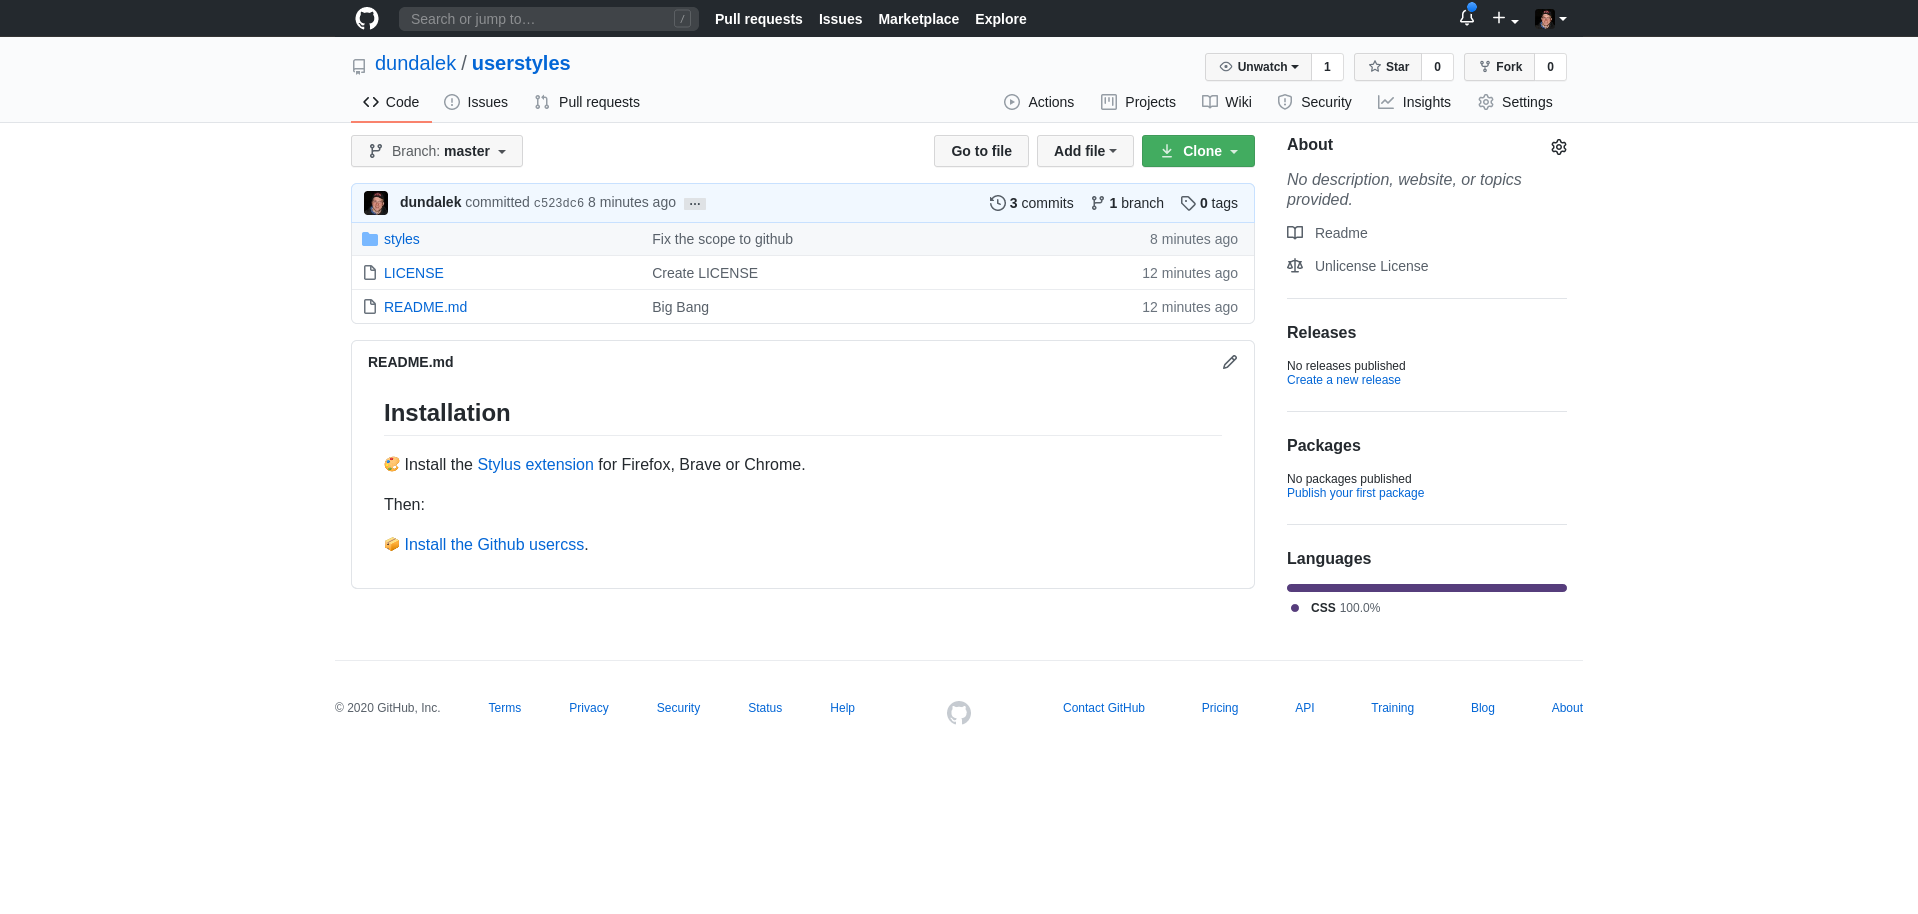 Search or jump to… /
Pull requests Issues Marketplace Explore
dundalek / userstyles
Unwatch 1 Star 0 Fork 0
Code Issues Pull requests Actions Projects Wiki Security Insights Settings
Branch: master Go to file Add file Clone
dundalek committed c523dc6 8 minutes ago … 3 commits 1 branch 0 tags
styles Fix the scope to github 8 minutes ago
LICENSE Create LICENSE 12 minutes ago
README.md Big Bang 12 minutes ago
README.md
Installation
🎨 Install the Stylus extension for Firefox, Brave or Chrome.
Then:
📦 Install the Github usercss.
About
No description, website, or topics
provided.
Readme
Unlicense License
Releases
No releases published
Create a new release
Packages
No packages published
Publish your first package
Languages
CSS 100.0%
© 2020 GitHub, Inc. Terms Privacy Security Status Help Contact GitHub Pricing API Training Blog About